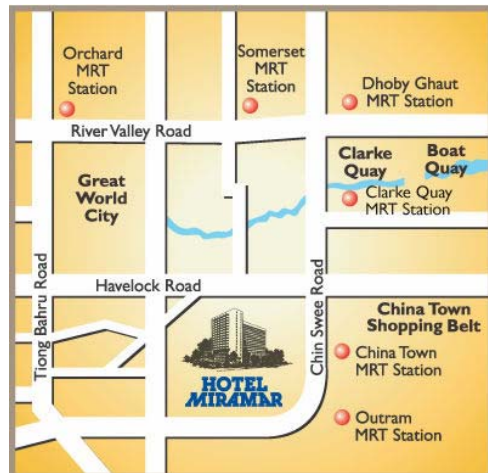 Orchard
MRT
Station
Somerset
MRT
Station
Dhoby Ghaut
MRT Station
River Valley Road
Clarke
Quay
Boat
Quay
Clarke Quay
MRT Station
Great
World
City
Tiong Bahru Road
Havelock Road
Chin Swee Road
China Town
Shopping Belt
China Town
MRT Station
HOTEL
MIRAMAR
Outram
MRT Station